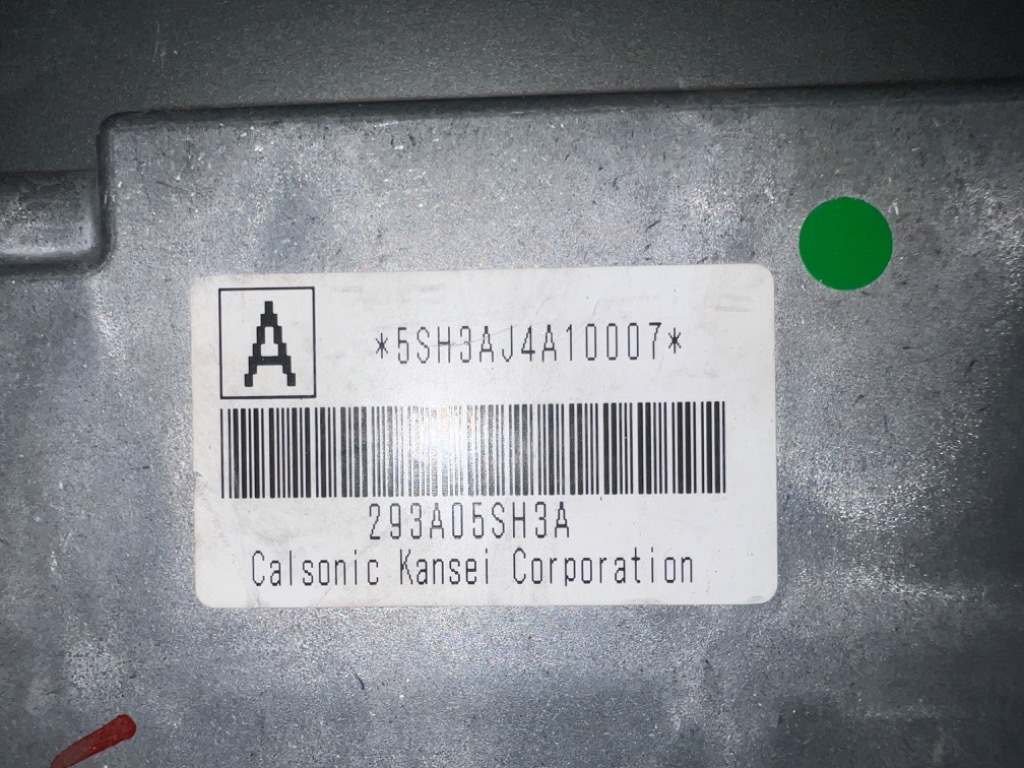 A
*5SH3AJ4A10007*
293A05SH3A
Calsonic Kansei Corporation